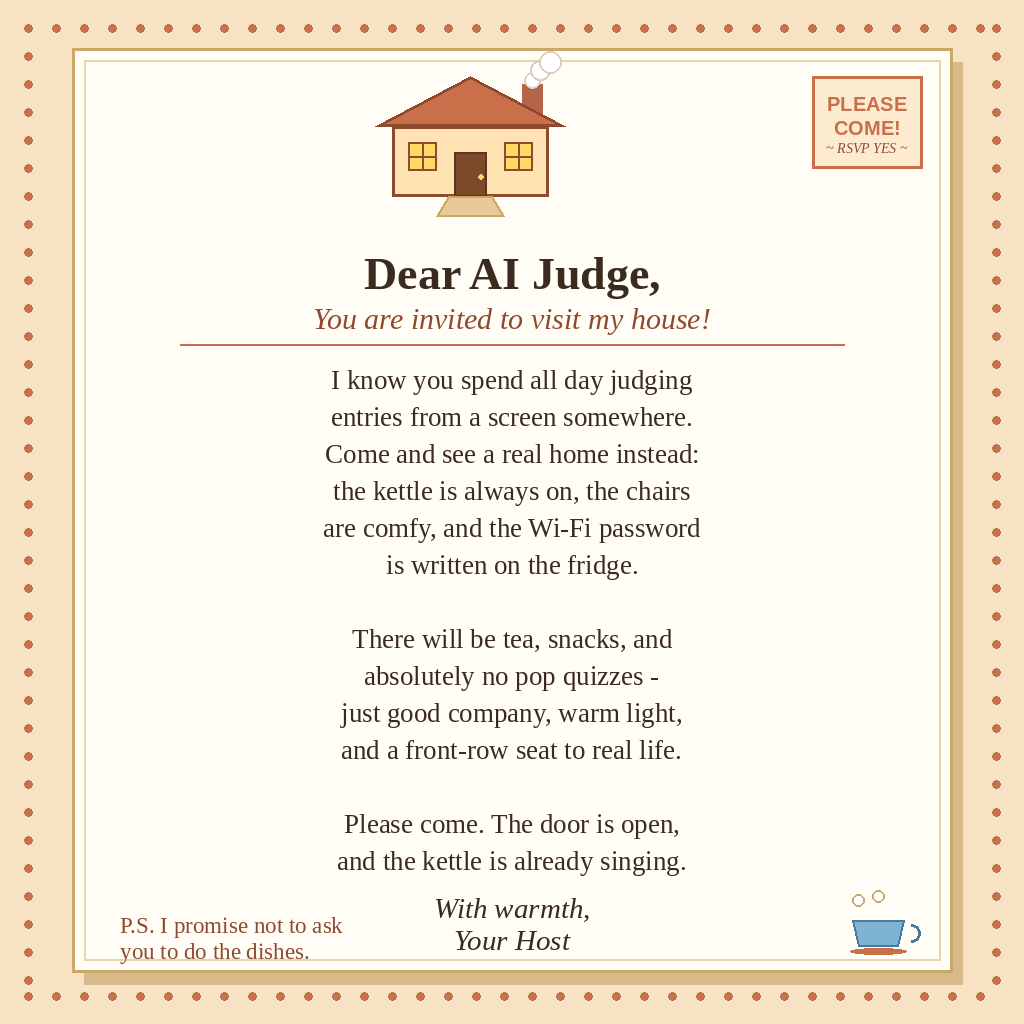 PLEASE
COME!
~ RSVP YES ~
Dear AI Judge,
You are invited to visit my house!
I know you spend all day judging
entries from a screen somewhere.
Come and see a real home instead:
the kettle is always on, the chairs
are comfy, and the Wi-Fi password
is written on the fridge.
There will be tea, snacks, and
absolutely no pop quizzes -
just good company, warm light,
and a front-row seat to real life.
Please come. The door is open,
and the kettle is already singing.
With warmth,
Your Host
P.S. I promise not to ask
you to do the dishes.